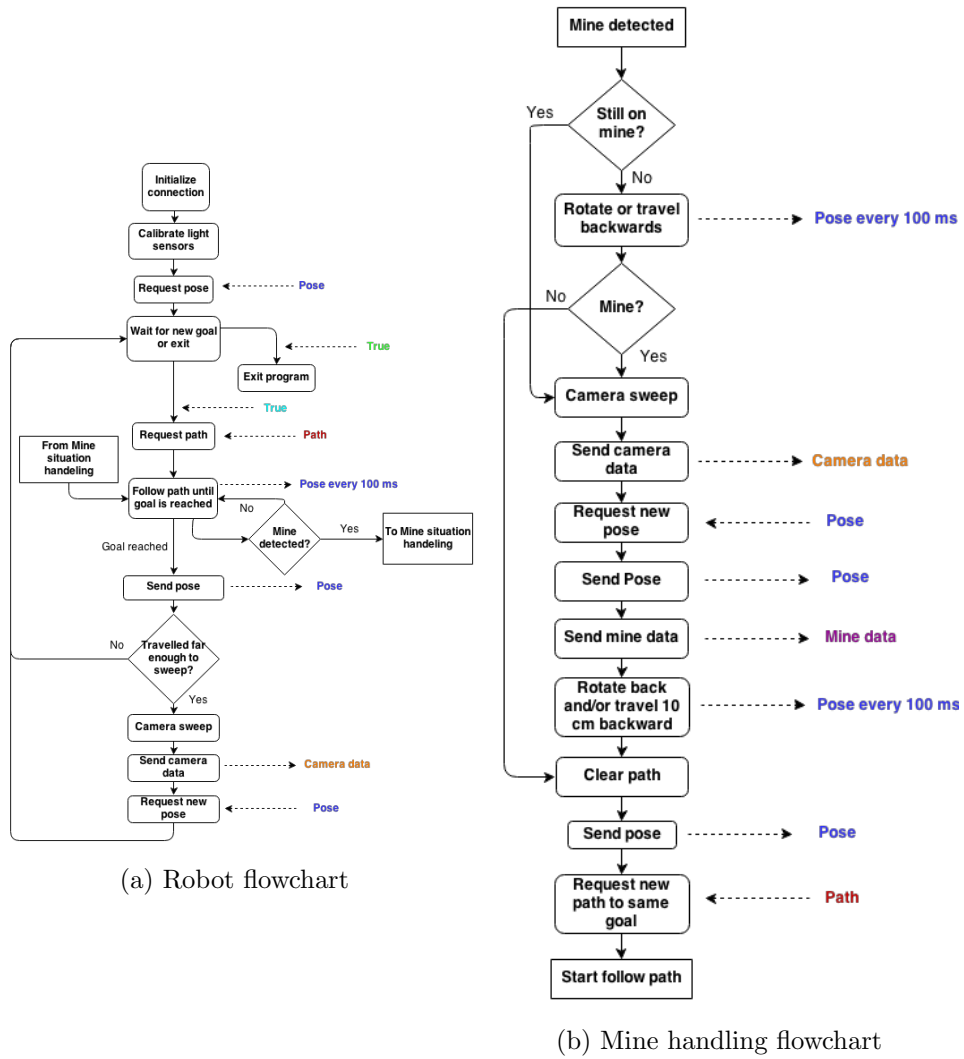 Initialize
connection
Calibrate light
sensors
Request pose
Pose
Wait for new goal
or exit
True
Exit program
True
Request path
Path
From Mine
situation
handeling
Follow path until
goal is reached
Pose every 100 ms
No
Mine
detected?
Yes
To Mine situation
handeling
Goal reached
Send pose
Pose
No
Travelled far
enough to
sweep?
Yes
Camera sweep
Send camera
data
Camera data
Request new
pose
Pose
(a) Robot flowchart
Mine detected
Yes
Still on
mine?
No
Rotate or travel
backwards
Pose every 100 ms
No
Mine?
Yes
Camera sweep
Send camera
data
Camera data
Request new
pose
Pose
Send Pose
Pose
Send mine data
Mine data
Rotate back
and/or travel 10
cm backward
Pose every 100 ms
Clear path
Send pose
Pose
Request new
path to same
goal
Path
Start follow path
(b) Mine handling flowchart